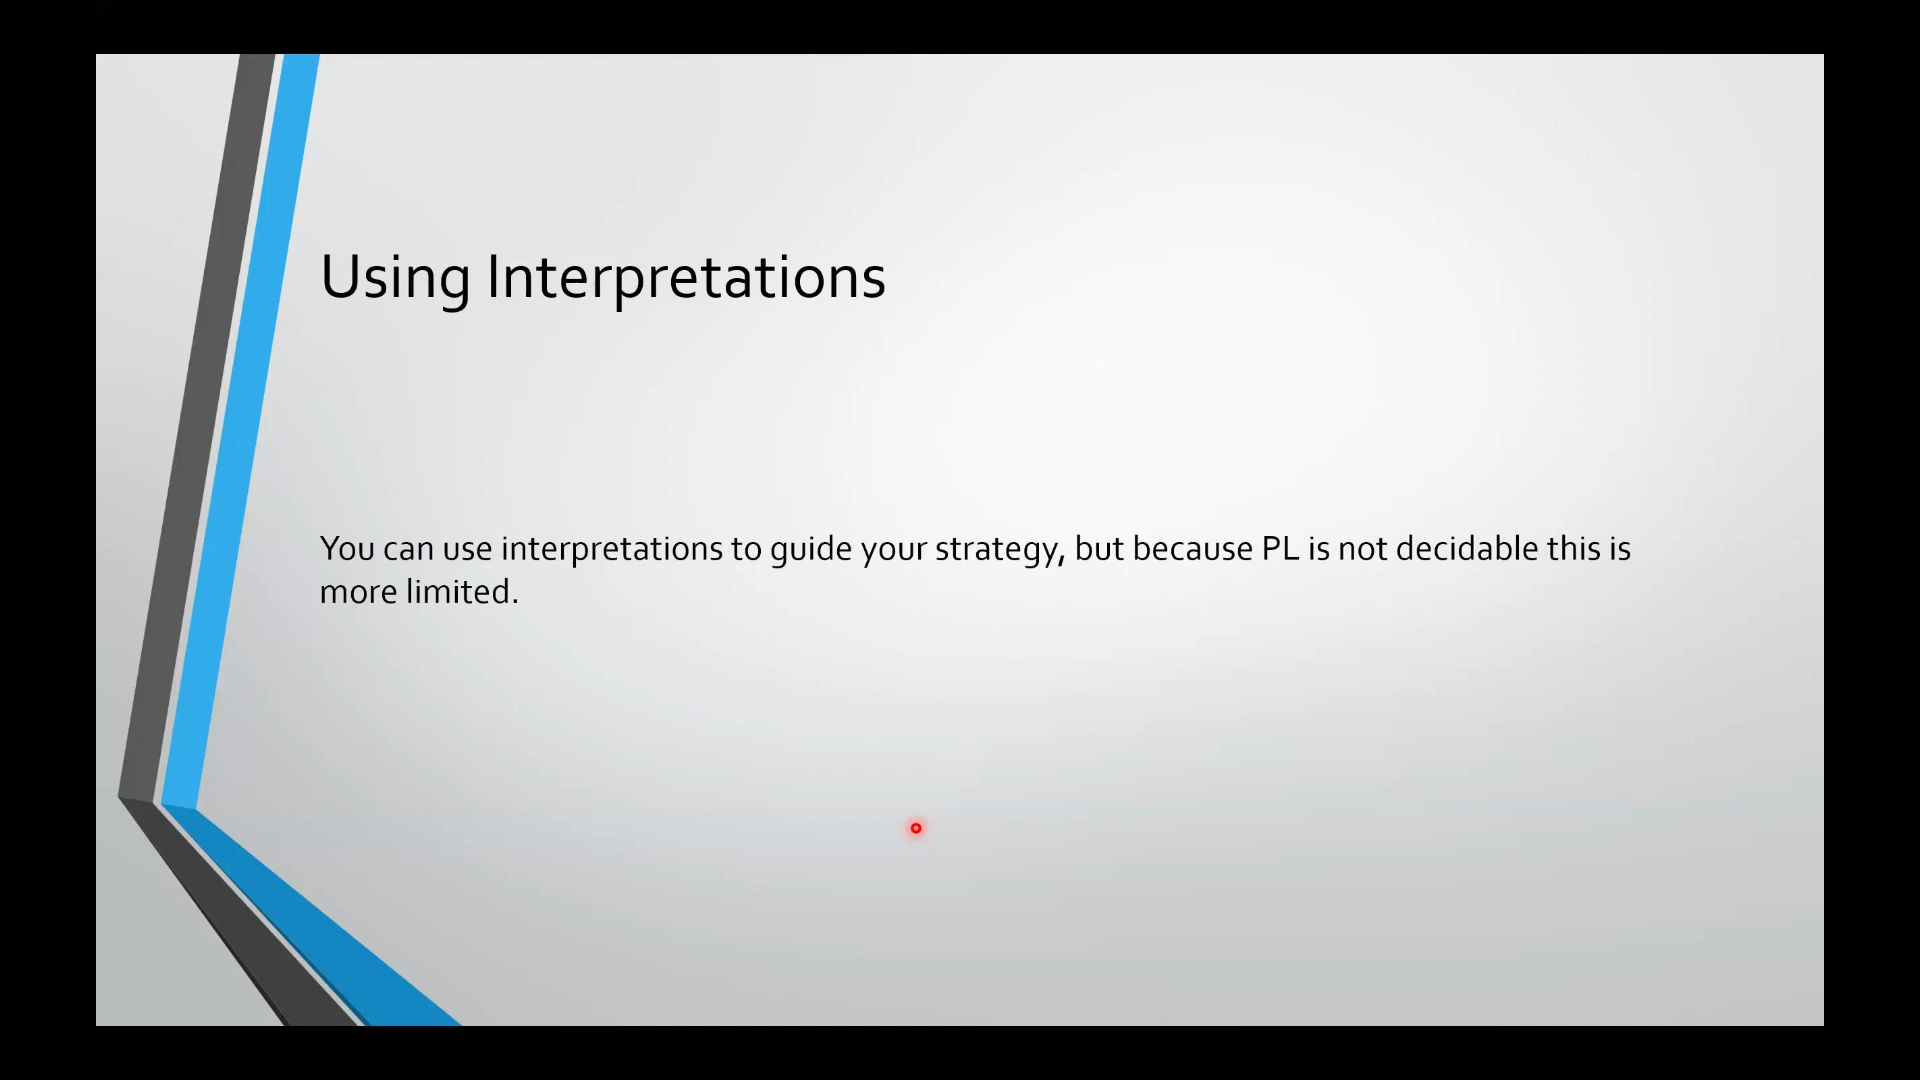 Using Interpretations
You can use interpretations to guide your strategy, but because PL is not decidable this is
more limited.